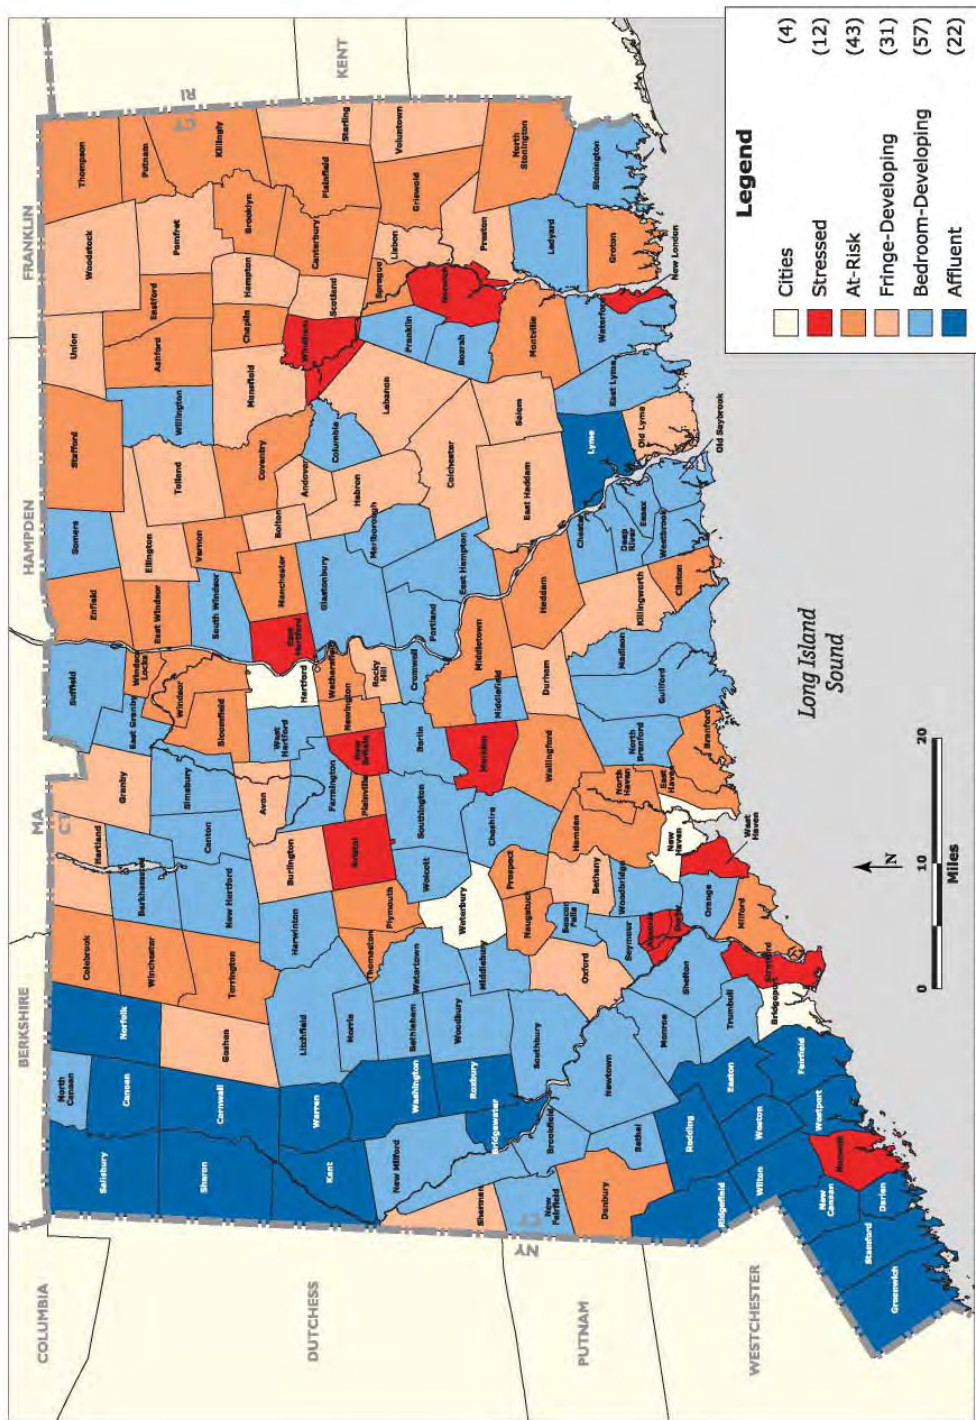 COLUMBIA
BERKSHIRE
HAMPDEN
FRANKLIN
KENT
DUTCHESS
PUTNAM
WESTCHESTER
MA
CT
CT
RI
NY
CT
Salisbury
North
Canaan
Canaan
Norfolk
Colebrook
Hartland
Granby
Suffield
East Granby
Windsor
Locks
Enfield
Somers
Stafford
Union
Woodstock
Thompson
Putnam
Sharon
Cornwall
Goshen
Winchester
Torrington
Barkhamsted
New Hartford
Canton
Simsbury
Bloomfield
Windsor
East Windsor
South Windsor
Ellington
Vernon
Tolland
Willington
Ashford
Eastford
Pomfret
Killingly
Brooklyn
Hampton
Chaplin
Mansfield
Coventry
Bolton
Andover
Manchester
East
Hartford
Hartford
West
Hartford
Avon
Burlington
Harwinton
Litchfield
Warren
Kent
Morris
Thomaston
Plymouth
Bristol
Plainville
Farmington
New
Britain
Newington
Wethersfield
Rocky
Hill
Glastonbury
Marlborough
Hebron
Columbia
Windham
Scotland
Canterbury
Plainfield
Sterling
Voluntown
Griswold
Lisbon
Sprague
Norwich
Franklin
Bozrah
Lebanon
Colchester
East Hampton
Portland
Cromwell
Berlin
Southington
Wolcott
Waterbury
Watertown
Bethlehem
Washington
New Milford
Sherman
Roxbury
Woodbury
Middlebury
Naugatuck
Prospect
Cheshire
Meriden
Middletown
Middlefield
Haddam
East Haddam
Salem
Montville
Preston
North
Stonington
Ledyard
Stonington
Groton
New London
Waterford
East Lyme
Lyme
Old Lyme
Old Saybrook
Chester
Deep
River
Essex
Westbrook
Clinton
Killingworth
Durham
Wallingford
Hamden
Bethany
Beacon
Falls
Oxford
Southbury
Bridgewater
Brookfield
New
Fairfield
Danbury
Bethel
Newtown
Monroe
Shelton
Seymour
Ansonia
Derby
Woodbridge
Orange
New
Haven
West
Haven
North
Haven
East
Haven
North
Branford
Branford
Guilford
Madison
Milford
Stratford
Bridgeport
Trumbull
Easton
Redding
Ridgefield
Wilton
Weston
Fairfield
Westport
Norwalk
New
Canaan
Darien
Stamford
Greenwich
Long Island
Sound
N
0 10 20
Miles
Legend
Cities (4)
Stressed (12)
At-Risk (43)
Fringe-Developing (31)
Bedroom-Developing (57)
Affluent (22)